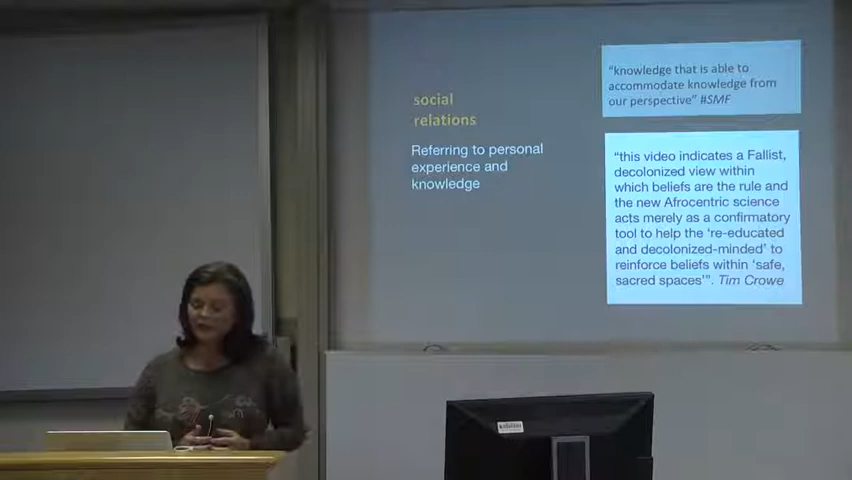 social
relations
Referring to personal
experience and
knowledge
“knowledge that is able to
accommodate knowledge from
our perspective” #SMF
“this video indicates a Fallist,
decolonized view within
which beliefs are the rule and
the new Afrocentric science
acts merely as a confirmatory
tool to help the ‘re-educated
and decolonized-minded’ to
reinforce beliefs within ‘safe,
sacred spaces’”. Tim Crowe